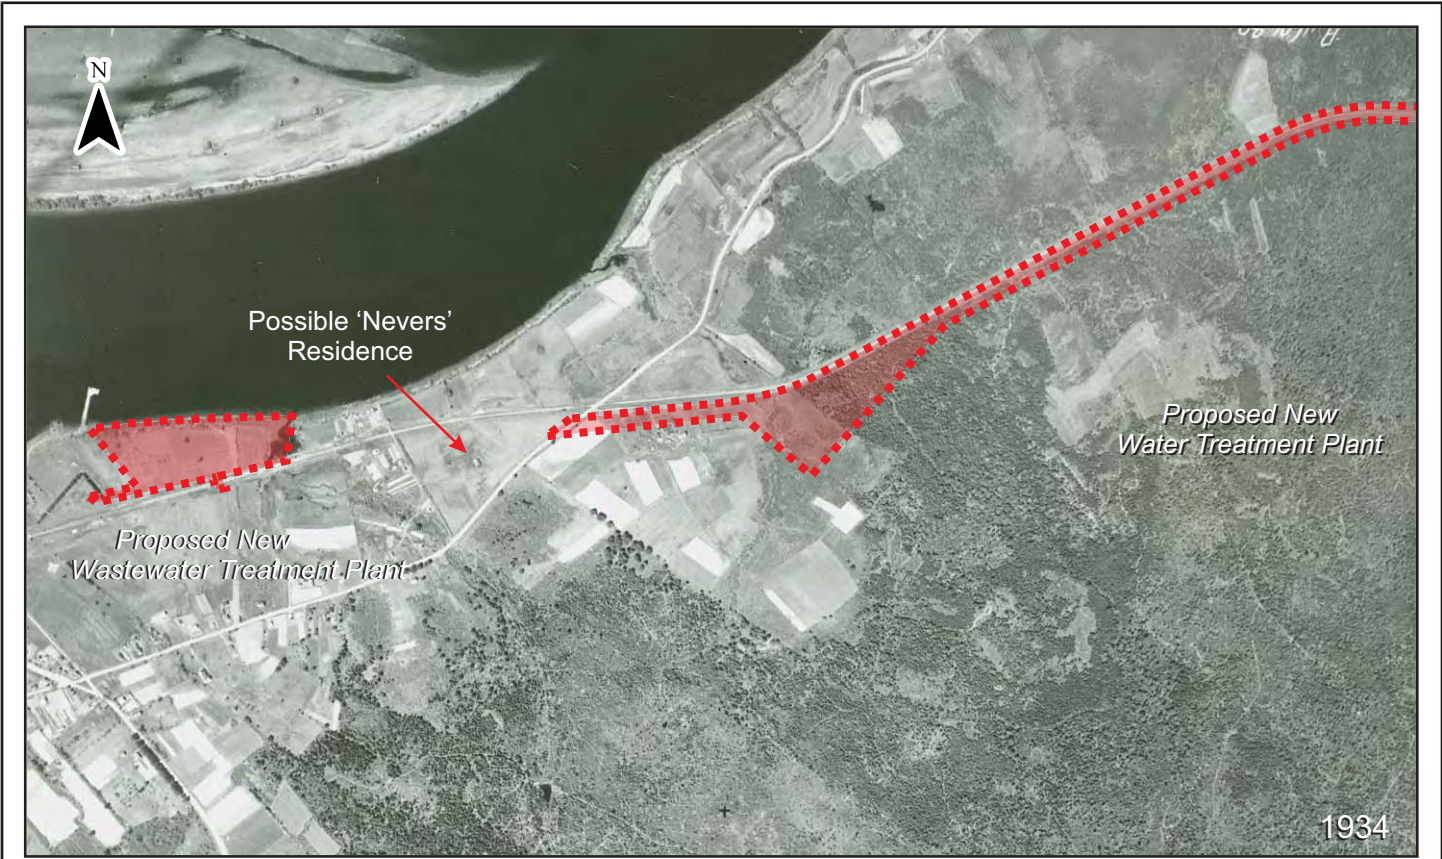 N
Possible ‘Nevers’
Residence
Proposed New
Water Treatment Plant
Proposed New
Wastewater Treatment Plant
1934